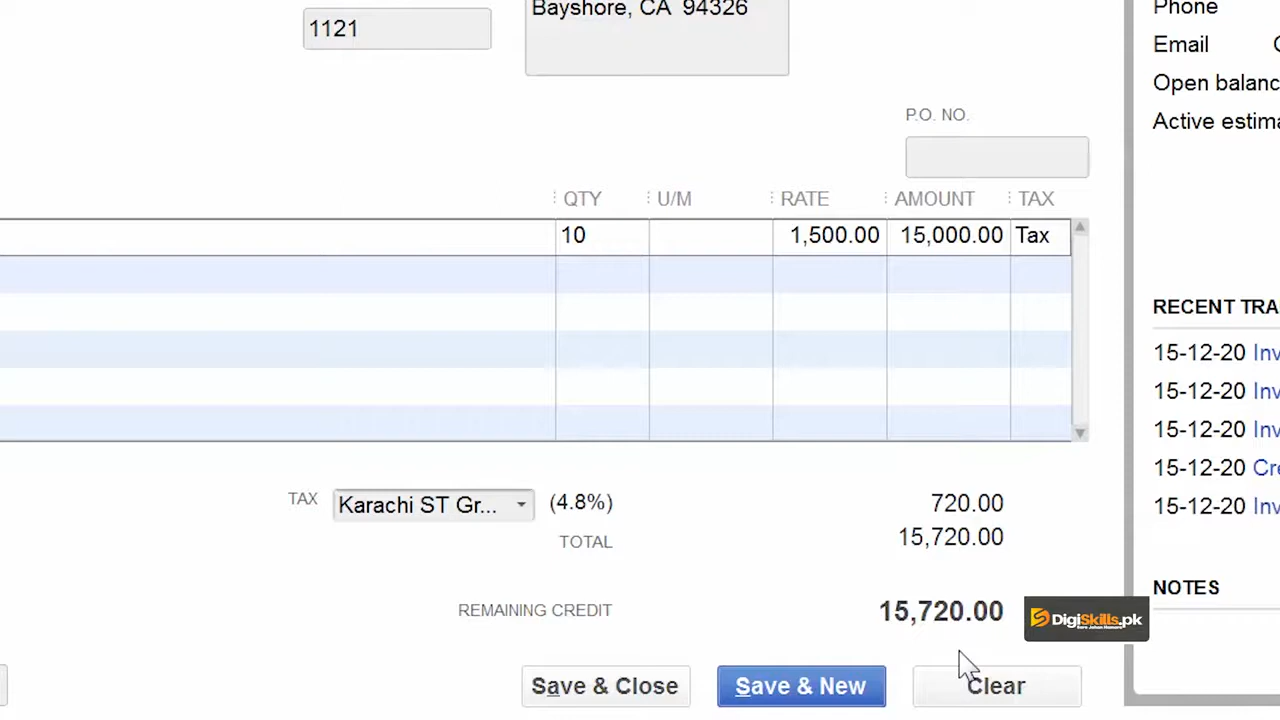 Bayshore, CA 94326
1121
Phone
Email
Open balanc
Active estima
P.O. NO.
QTY U/M RATE AMOUNT TAX
10 1,500.00 15,000.00 Tax
RECENT TRA
15-12-20 Inv
15-12-20 Inv
15-12-20 Inv
15-12-20 Cre
15-12-20 Inv
TAX Karachi ST Gr... (4.8%) 720.00
TOTAL 15,720.00
REMAINING CREDIT 15,720.00
NOTES
DigiSkills.pk
Save & Close Save & New Clear